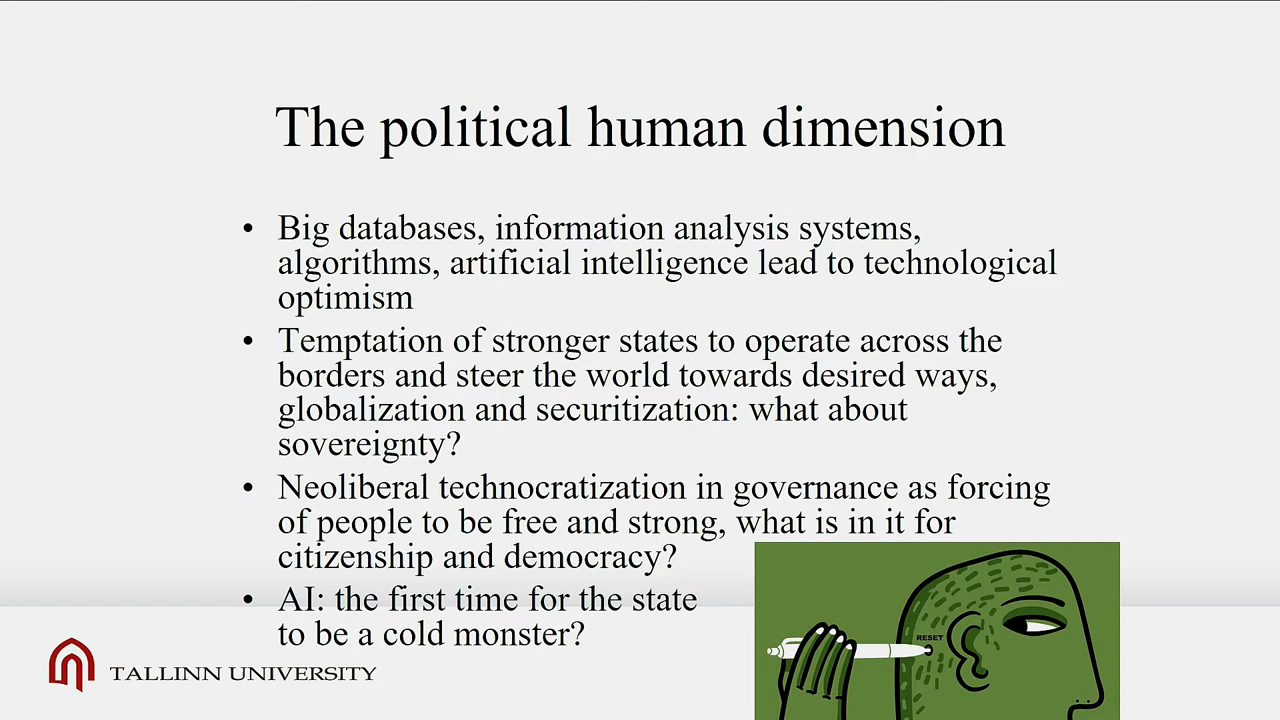 The political human dimension
• Big databases, information analysis systems,
algorithms, artificial intelligence lead to technological
optimism
• Temptation of stronger states to operate across the
borders and steer the world towards desired ways,
globalization and securitization: what about
sovereignty?
• Neoliberal technocratization in governance as forcing
of people to be free and strong, what is in it for
citizenship and democracy?
• AI: the first time for the state
to be a cold monster?
RESET
TALLINN UNIVERSITY